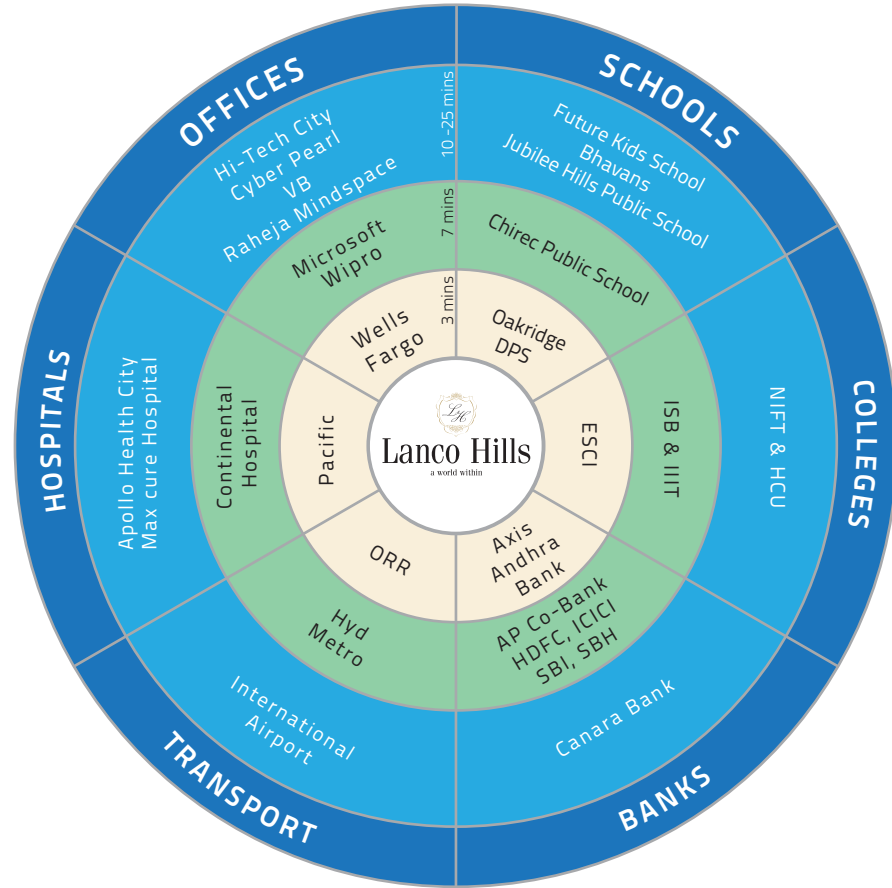 OFFICES
Hi-Tech City
Cyber Pearl
VB
Raheja Mindspace
Microsoft
Wipro
Wells
Fargo
10 -25 mins
7 mins
3 mins
SCHOOLS
Future Kids School
Bhavans
Jubilee Hills Public School
Chirec Public School
Oakridge
DPS
COLLEGES
NIFT & HCU
ISB & IIIT
ESCI
BANKS
Axis
Andhra
Bank
AP Co-Bank
HDFC, ICICI
SBI, SBH
Canara Bank
TRANSPORT
ORR
Hyd
Metro
International
Airport
HOSPITALS
Apollo Health City
Max cure Hospital
Continental
Hospital
Pacific
LH
Lanco Hills
a world within